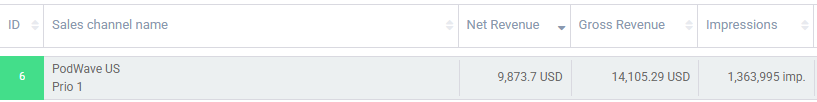 ID Sales channel name Net Revenue Gross Revenue Impressions
6 PodWave US 9,873.7 USD 14,105.29 USD 1,363,995 imp.
Prio 1